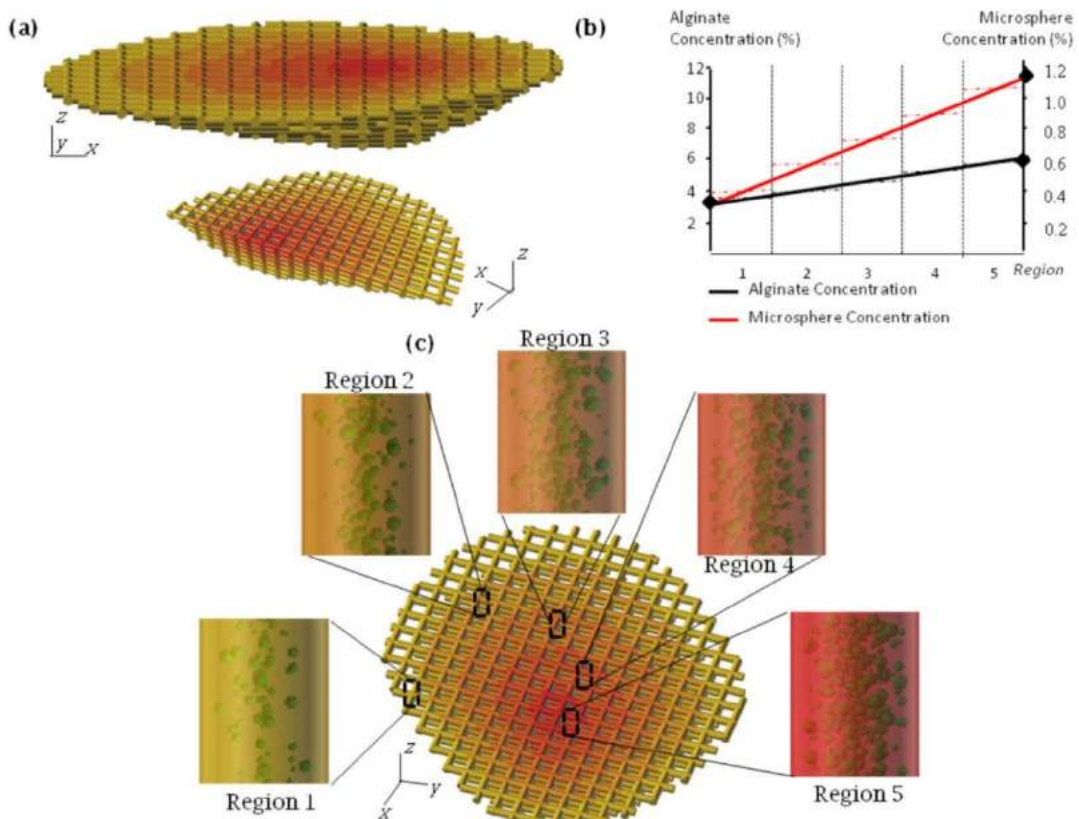 (a)
z
y x
x
y
z
(b)
Alginate
Concentration (%)
Microsphere
Concentration (%)
12
10
8
6
4
2
1.2
1.0
0.8
0.6
0.4
0.2
1 2 3 4 5 Region
Alginate Concentration
Microsphere Concentration
(c)
Region 3
Region 2
Region 4
Region 1
Region 5
z
y
x